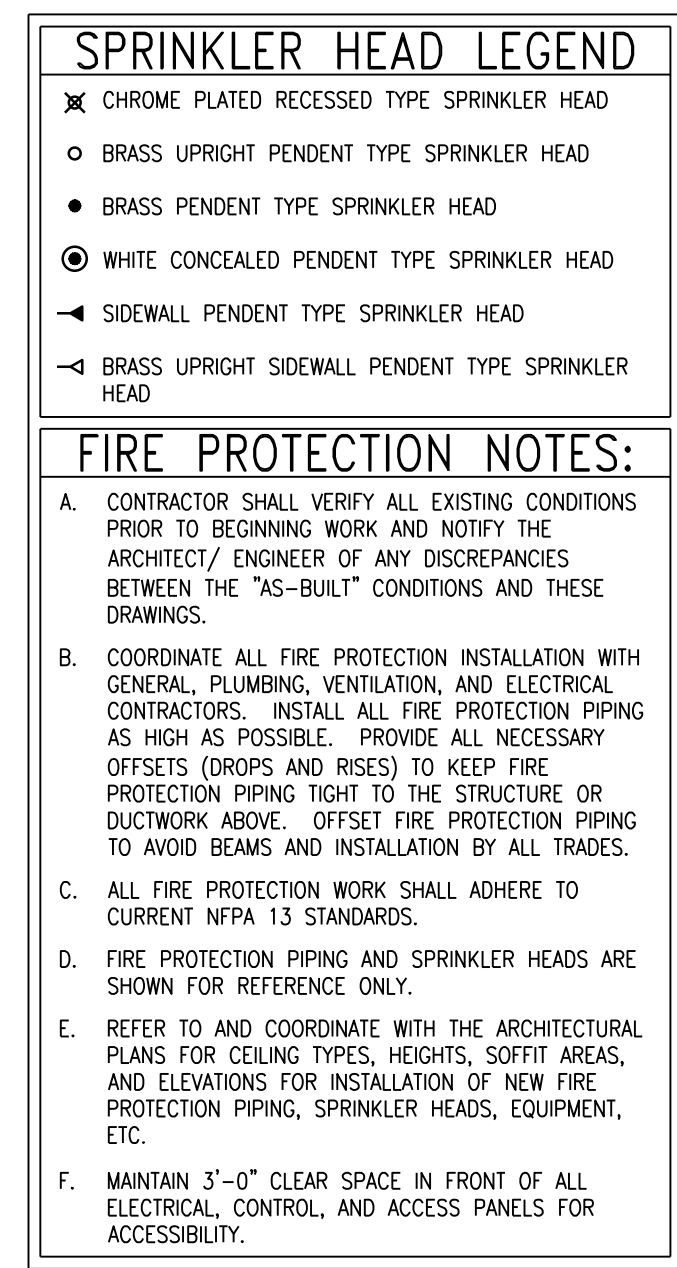 SPRINKLER HEAD LEGEND
CHROME PLATED RECESSED TYPE SPRINKLER HEAD
BRASS UPRIGHT PENDENT TYPE SPRINKLER HEAD
BRASS PENDENT TYPE SPRINKLER HEAD
WHITE CONCEALED PENDENT TYPE SPRINKLER HEAD
SIDEWALL PENDENT TYPE SPRINKLER HEAD
BRASS UPRIGHT SIDEWALL PENDENT TYPE SPRINKLER
HEAD
FIRE PROTECTION NOTES:
A. CONTRACTOR SHALL VERIFY ALL EXISTING CONDITIONS
PRIOR TO BEGINNING WORK AND NOTIFY THE
ARCHITECT/ ENGINEER OF ANY DISCREPANCIES
BETWEEN THE "AS-BUILT" CONDITIONS AND THESE
DRAWINGS.
B. COORDINATE ALL FIRE PROTECTION INSTALLATION WITH
GENERAL, PLUMBING, VENTILATION, AND ELECTRICAL
CONTRACTORS. INSTALL ALL FIRE PROTECTION PIPING
AS HIGH AS POSSIBLE. PROVIDE ALL NECESSARY
OFFSETS (DROPS AND RISES) TO KEEP FIRE
PROTECTION PIPING TIGHT TO THE STRUCTURE OR
DUCTWORK ABOVE. OFFSET FIRE PROTECTION PIPING
TO AVOID BEAMS AND INSTALLATION BY ALL TRADES.
C. ALL FIRE PROTECTION WORK SHALL ADHERE TO
CURRENT NFPA 13 STANDARDS.
D. FIRE PROTECTION PIPING AND SPRINKLER HEADS ARE
SHOWN FOR REFERENCE ONLY.
E. REFER TO AND COORDINATE WITH THE ARCHITECTURAL
PLANS FOR CEILING TYPES, HEIGHTS, SOFFIT AREAS,
AND ELEVATIONS FOR INSTALLATION OF NEW FIRE
PROTECTION PIPING, SPRINKLER HEADS, EQUIPMENT,
ETC.
F. MAINTAIN 3'-0" CLEAR SPACE IN FRONT OF ALL
ELECTRICAL, CONTROL, AND ACCESS PANELS FOR
ACCESSIBILITY.